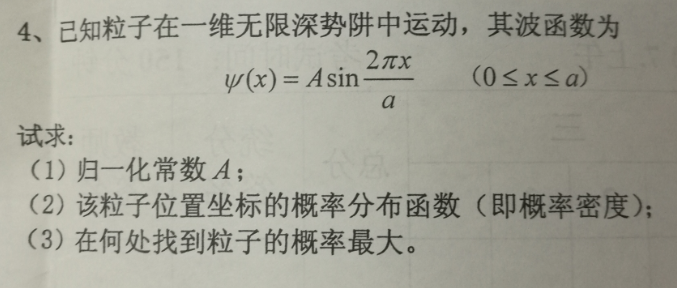 4、已知粒子在一维无限深势阱中运动，其波函数为
ψ(x) = A sin 2πx/a (0 ≤ x ≤ a)
试求：
（1）归一化常数 A；
（2）该粒子位置坐标的概率分布函数（即概率密度）；
（3）在何处找到粒子的概率最大。